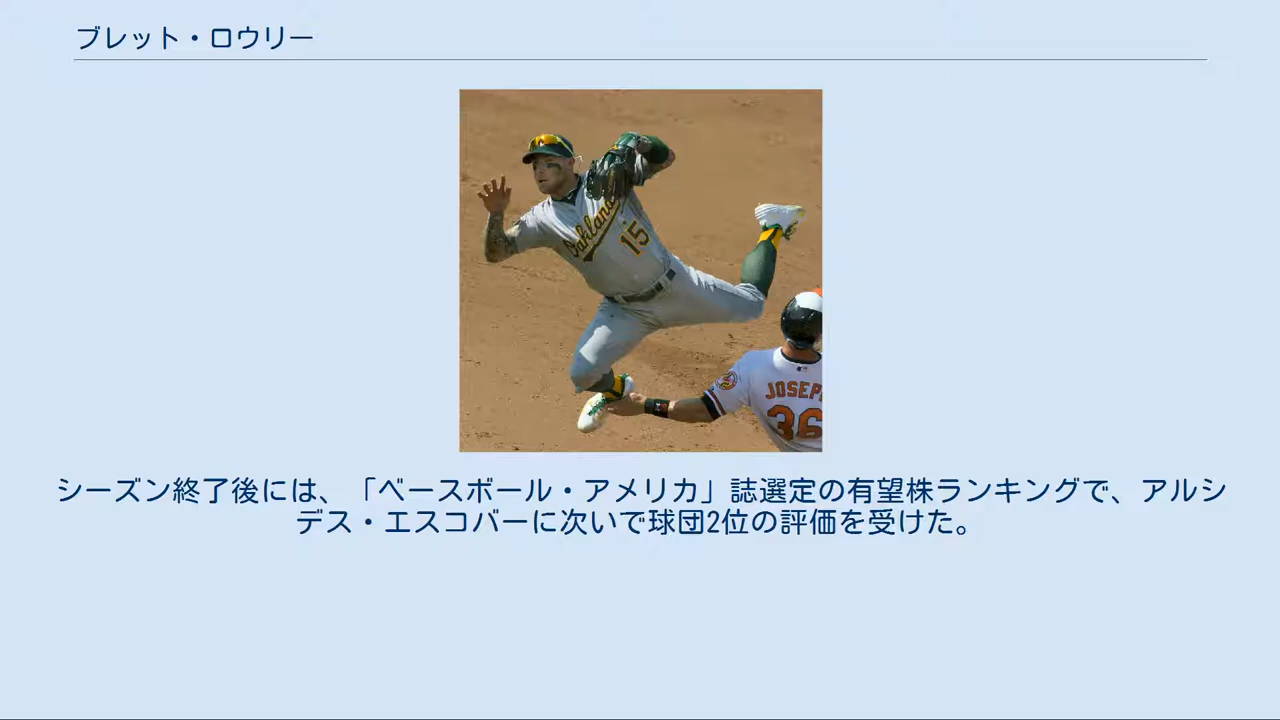 ブレット・ロウリー
Oakland
15
JOSEP
36
シーズン終了後には、「ベースボール・アメリカ」誌選定の有望株ランキングで、アルシ
デス・エスコバーに次いで球団2位の評価を受けた。